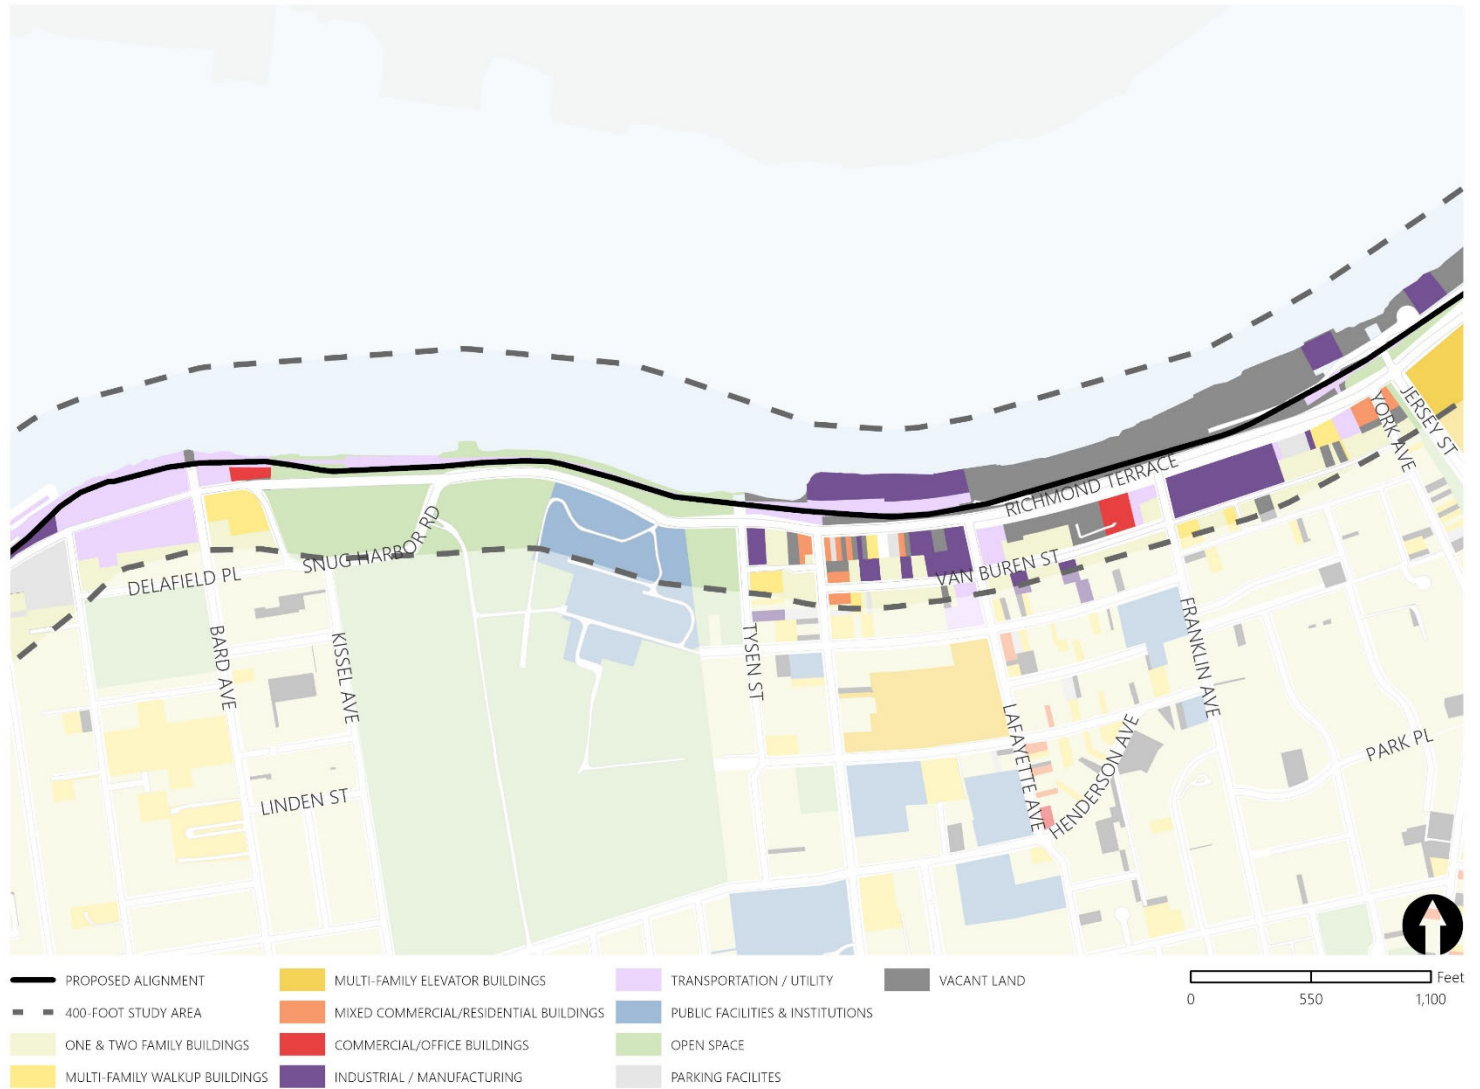 JERSEY ST
YORK AVE
RICHMOND TERRACE
SNUG HARBOR RD
VAN BUREN ST
DELAFIELD PL
BARD AVE
KISSEL AVE
TYSEN ST
FRANKLIN AVE
LAFAYETTE AVE
HENDERSON AVE
PARK PL
LINDEN ST
PROPOSED ALIGNMENT
400-FOOT STUDY AREA
ONE & TWO FAMILY BUILDINGS
MULTI-FAMILY WALKUP BUILDINGS
MULTI-FAMILY ELEVATOR BUILDINGS
MIXED COMMERCIAL/RESIDENTIAL BUILDINGS
COMMERCIAL/OFFICE BUILDINGS
INDUSTRIAL / MANUFACTURING
TRANSPORTATION / UTILITY
PUBLIC FACILITIES & INSTITUTIONS
OPEN SPACE
PARKING FACILITES
VACANT LAND
Feet
0 550 1,100